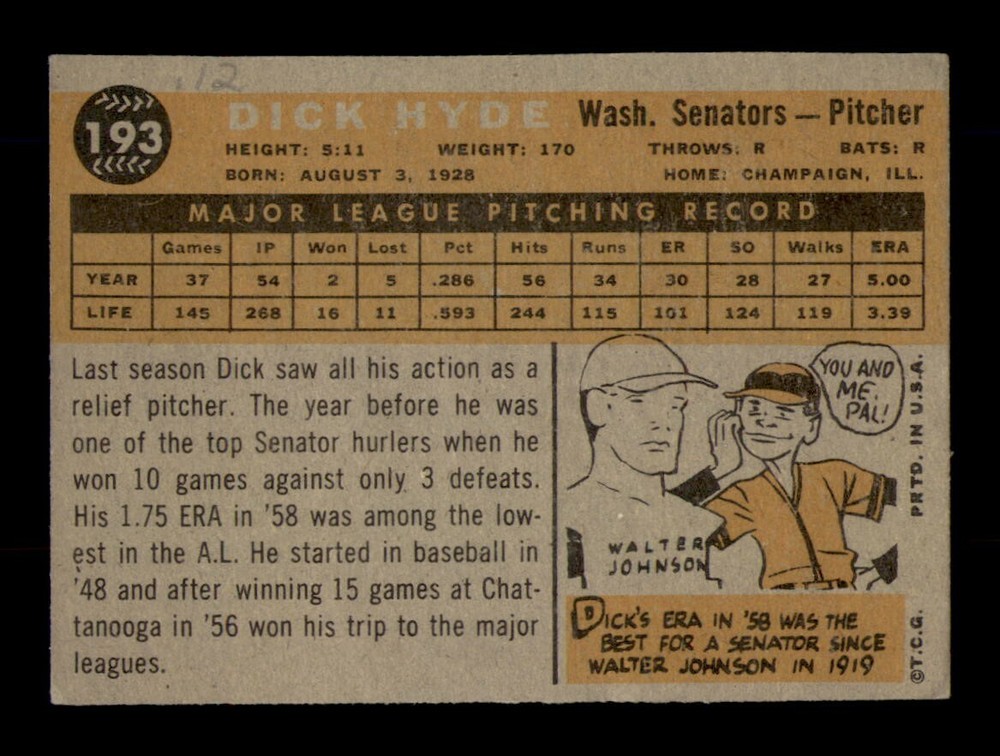 .12
193
DICK HYDE Wash. Senators — Pitcher
HEIGHT: 5:11 WEIGHT: 170 THROWS: R BATS: R
BORN: AUGUST 3, 1928 HOME: CHAMPAIGN, ILL.
MAJOR LEAGUE PITCHING RECORD
Games IP Won Lost Pct Hits Runs ER SO Walks ERA
YEAR 37 54 2 5 .286 56 34 30 28 27 5.00
LIFE 145 268 16 11 .593 244 115 101 124 119 3.39
Last season Dick saw all his action as a
relief pitcher. The year before he was
one of the top Senator hurlers when he
won 10 games against only 3 defeats.
His 1.75 ERA in '58 was among the low-
est in the A.L. He started in baseball in
'48 and after winning 15 games at Chat-
tanooga in '56 won his trip to the major
leagues.
YOU AND
ME,
PAL!
WALTER
JOHNSON
DICK'S ERA IN '58 WAS THE
BEST FOR A SENATOR SINCE
WALTER JOHNSON IN 1919
PRTD. IN U.S.A.
©T.C.G.